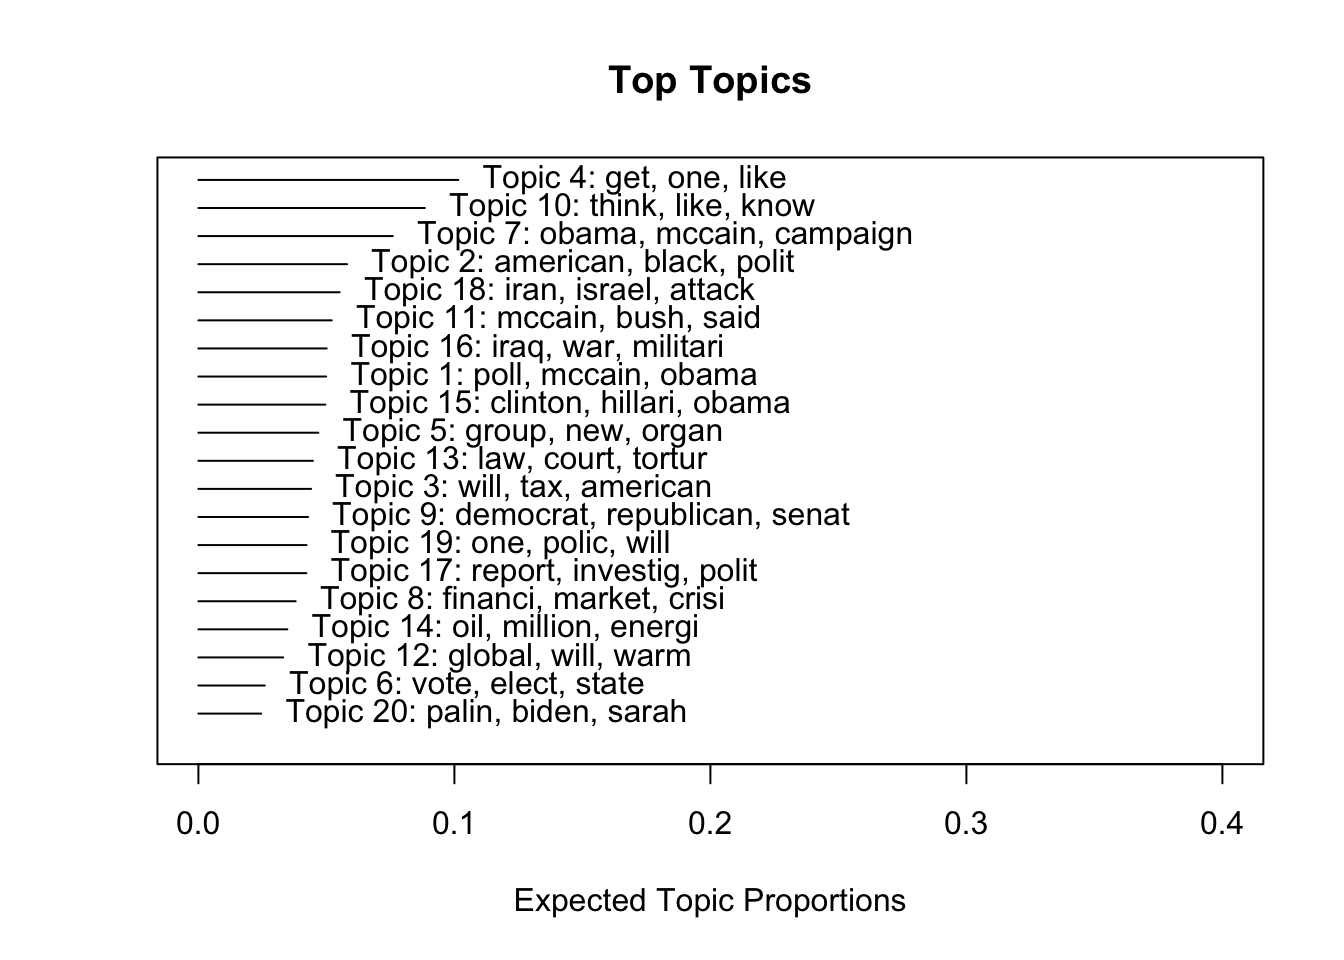 Top Topics
Topic 4: get, one, like
Topic 10: think, like, know
Topic 7: obama, mccain, campaign
Topic 2: american, black, polit
Topic 18: iran, israel, attack
Topic 11: mccain, bush, said
Topic 16: iraq, war, militari
Topic 1: poll, mccain, obama
Topic 15: clinton, hillari, obama
Topic 5: group, new, organ
Topic 13: law, court, tortur
Topic 3: will, tax, american
Topic 9: democrat, republican, senat
Topic 19: one, polic, will
Topic 17: report, investig, polit
Topic 8: financi, market, crisi
Topic 14: oil, million, energi
Topic 12: global, will, warm
Topic 6: vote, elect, state
Topic 20: palin, biden, sarah
0.0 0.1 0.2 0.3 0.4
Expected Topic Proportions